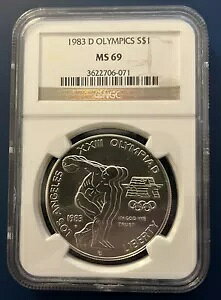 1983 D OLYMPICS S$1
MS 69
3622706-071
NGC
LOS ANGELES XXIII OLYMPIAD
1983
IN GOD WE
TRUST
LIBERTY